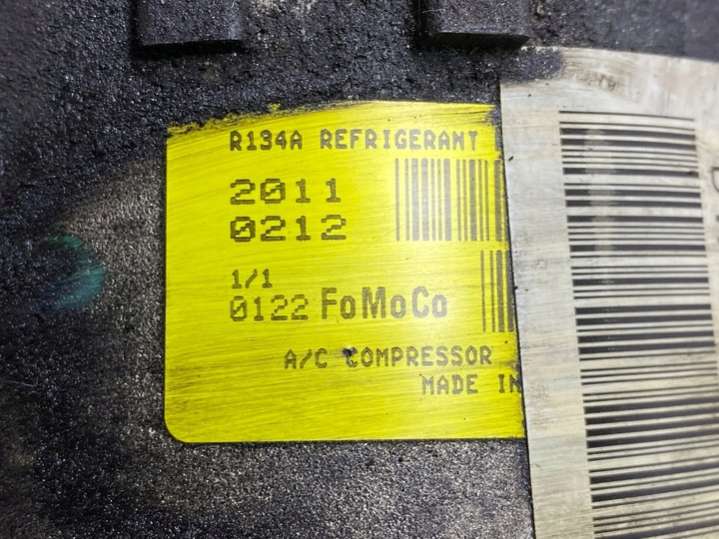 R134A REFRIGERANT
2011
0212
1/1
0122 FoMoCo
A/C COMPRESSOR
MADE IN